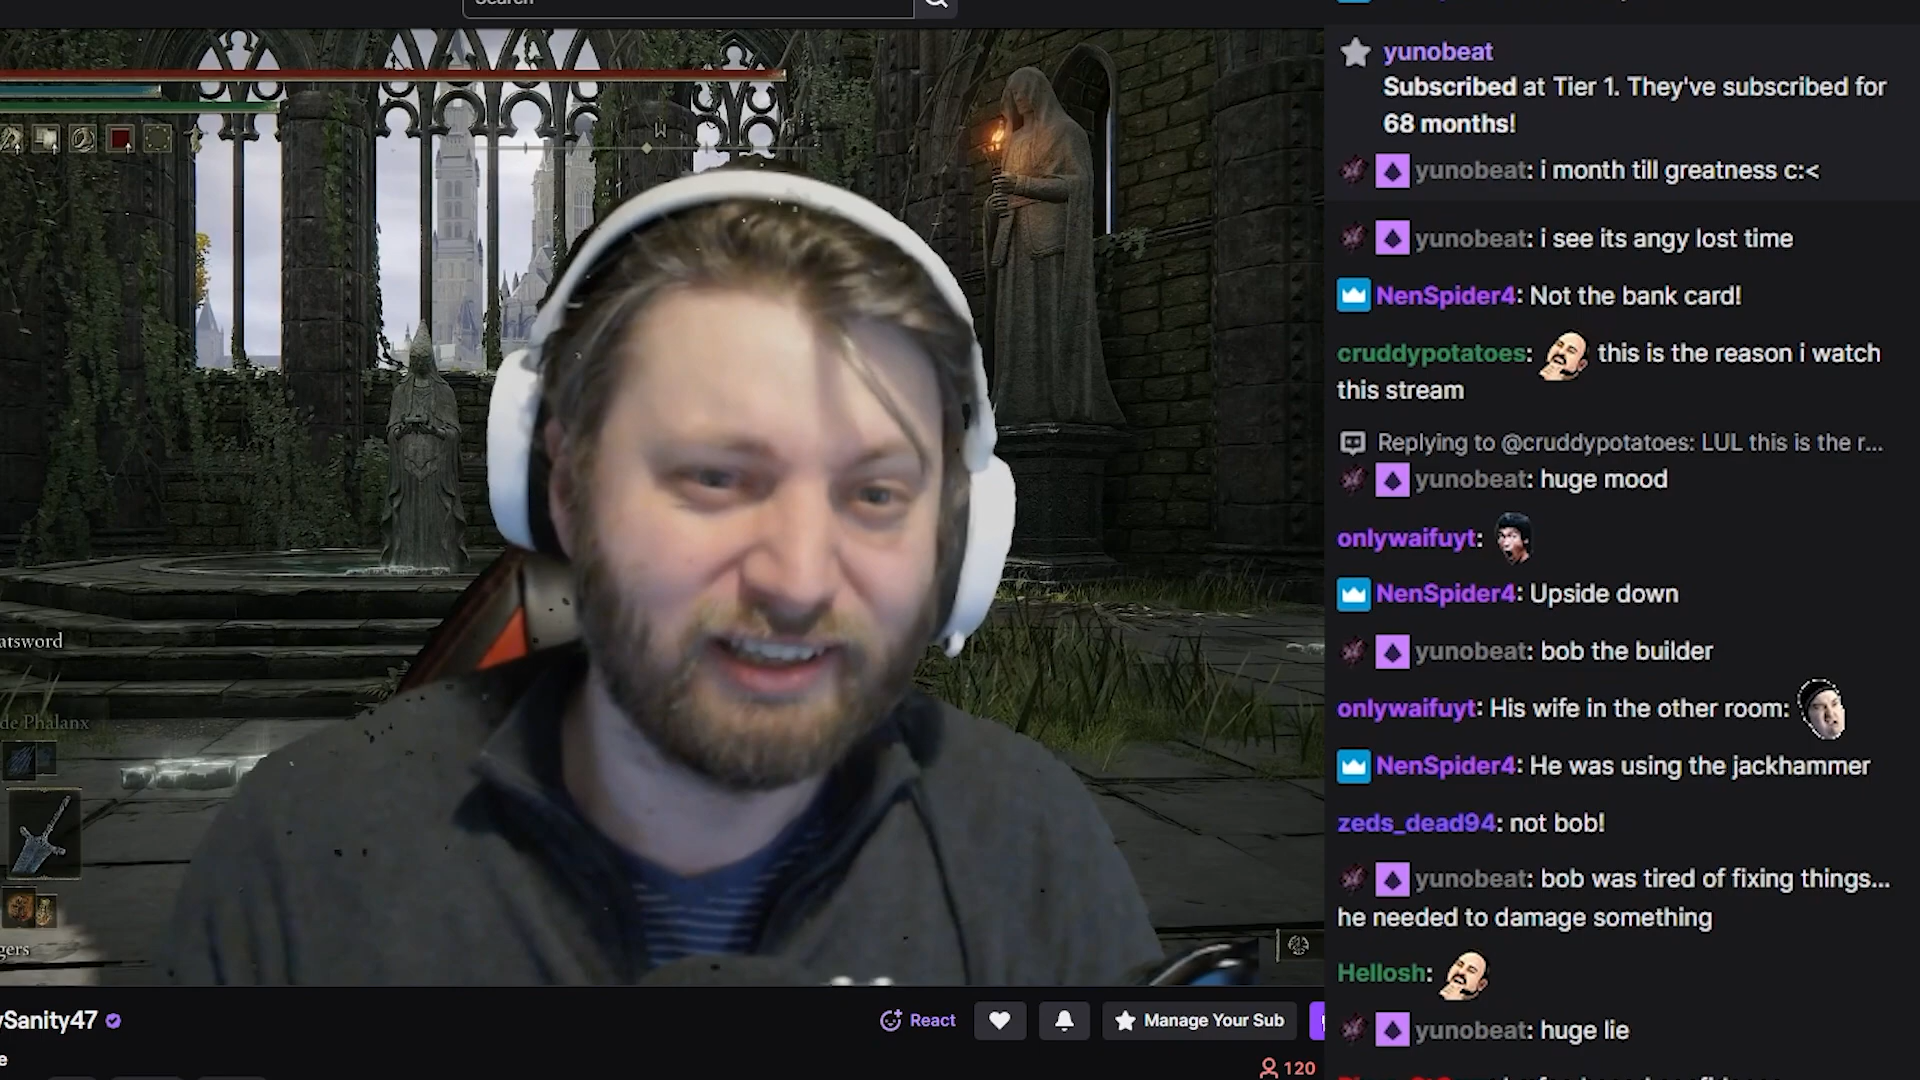 Search
W
atsword
de Phalanx
gers
ySanity47
e
React
Manage Your Sub
120
yunobeat
Subscribed at Tier 1. They've subscribed for
68 months!
yunobeat: i month till greatness c:<
yunobeat: i see its angy lost time
NenSpider4: Not the bank card!
cruddypotatoes: this is the reason i watch
this stream
Replying to @cruddypotatoes: LUL this is the r...
yunobeat: huge mood
onlywaifuyt:
NenSpider4: Upside down
yunobeat: bob the builder
onlywaifuyt: His wife in the other room:
NenSpider4: He was using the jackhammer
zeds_dead94: not bob!
yunobeat: bob was tired of fixing things...
he needed to damage something
Hellosh:
yunobeat: huge lie